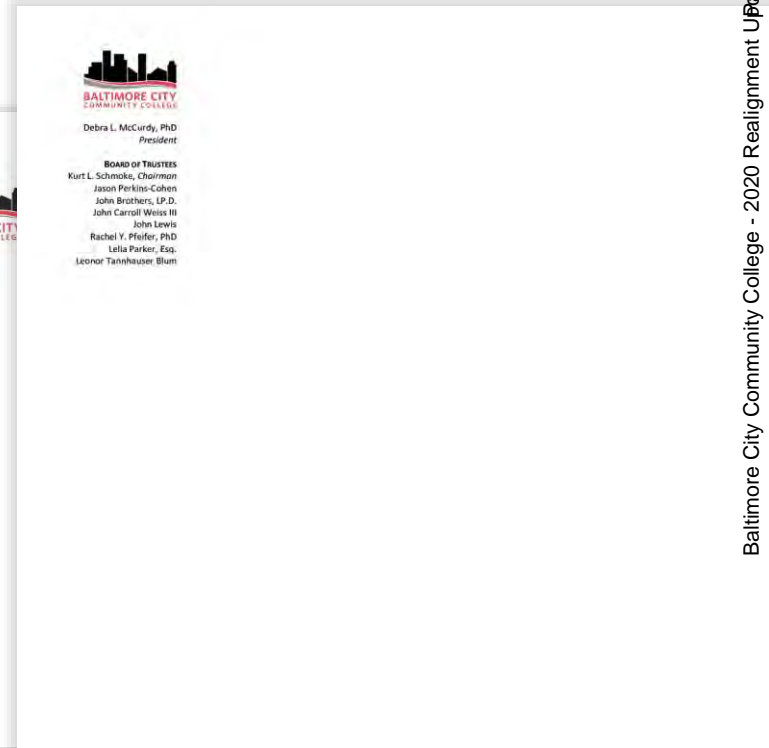 BALTIMORE CITY
COMMUNITY COLLEGE
Debra L. McCurdy, PhD
President
BOARD OF TRUSTEES
Kurt L. Schmoke, Chairman
Jason Perkins-Cohen
John Brothers, LP.D.
John Carroll Weiss III
John Lewis
Rachel Y. Pfeifer, PhD
Lelia Parker, Esq.
Leonor Tannhauser Blum
Baltimore City Community College - 2020 Realignment